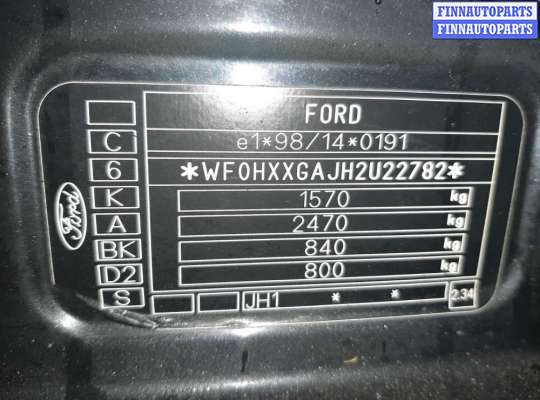 FINNAUTOPARTS
FINNAUTOPARTS
FORD
C e1*98/14*0191
6 *WF0HXXGAJH2U22782*
K 1570 kg
A 2470 kg
BK 840 kg
D2 800 kg
S JH1 * * 2.34
Ford